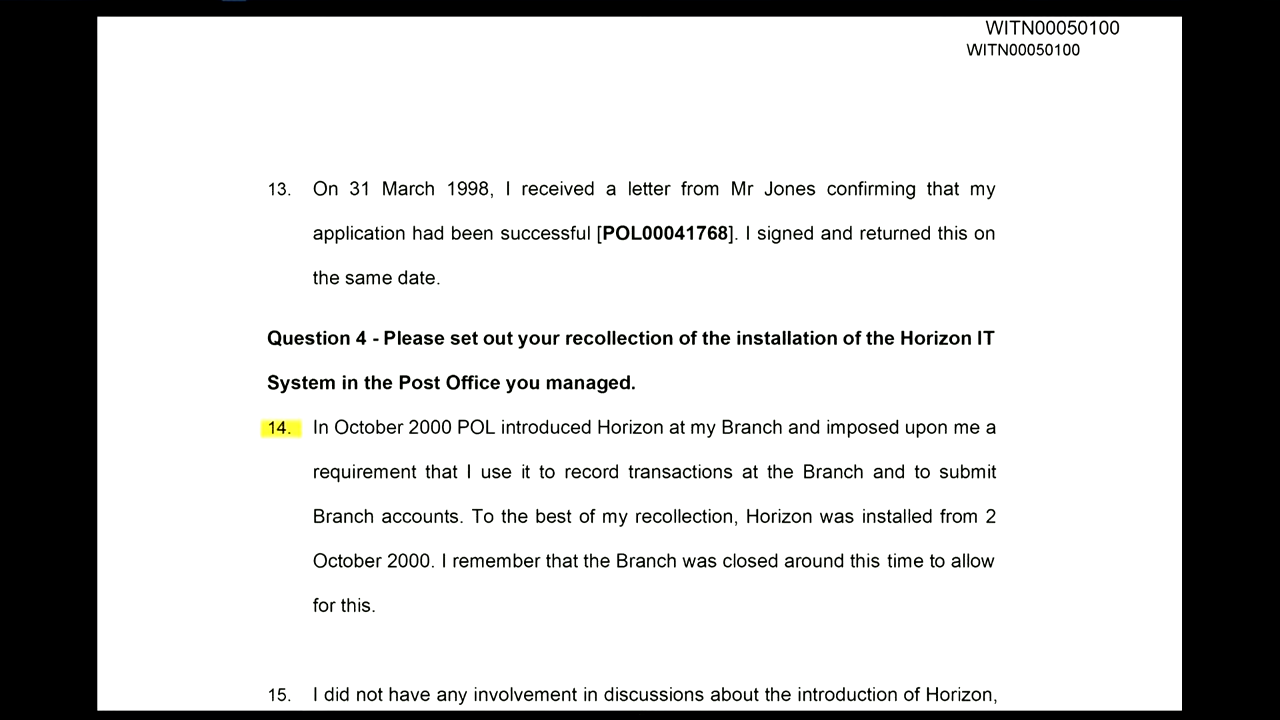 WITN00050100
WITN00050100
13. On 31 March 1998, I received a letter from Mr Jones confirming that my
application had been successful [POL00041768]. I signed and returned this on
the same date.
Question 4 - Please set out your recollection of the installation of the Horizon IT
System in the Post Office you managed.
14. In October 2000 POL introduced Horizon at my Branch and imposed upon me a
requirement that I use it to record transactions at the Branch and to submit
Branch accounts. To the best of my recollection, Horizon was installed from 2
October 2000. I remember that the Branch was closed around this time to allow
for this.
15. I did not have any involvement in discussions about the introduction of Horizon,